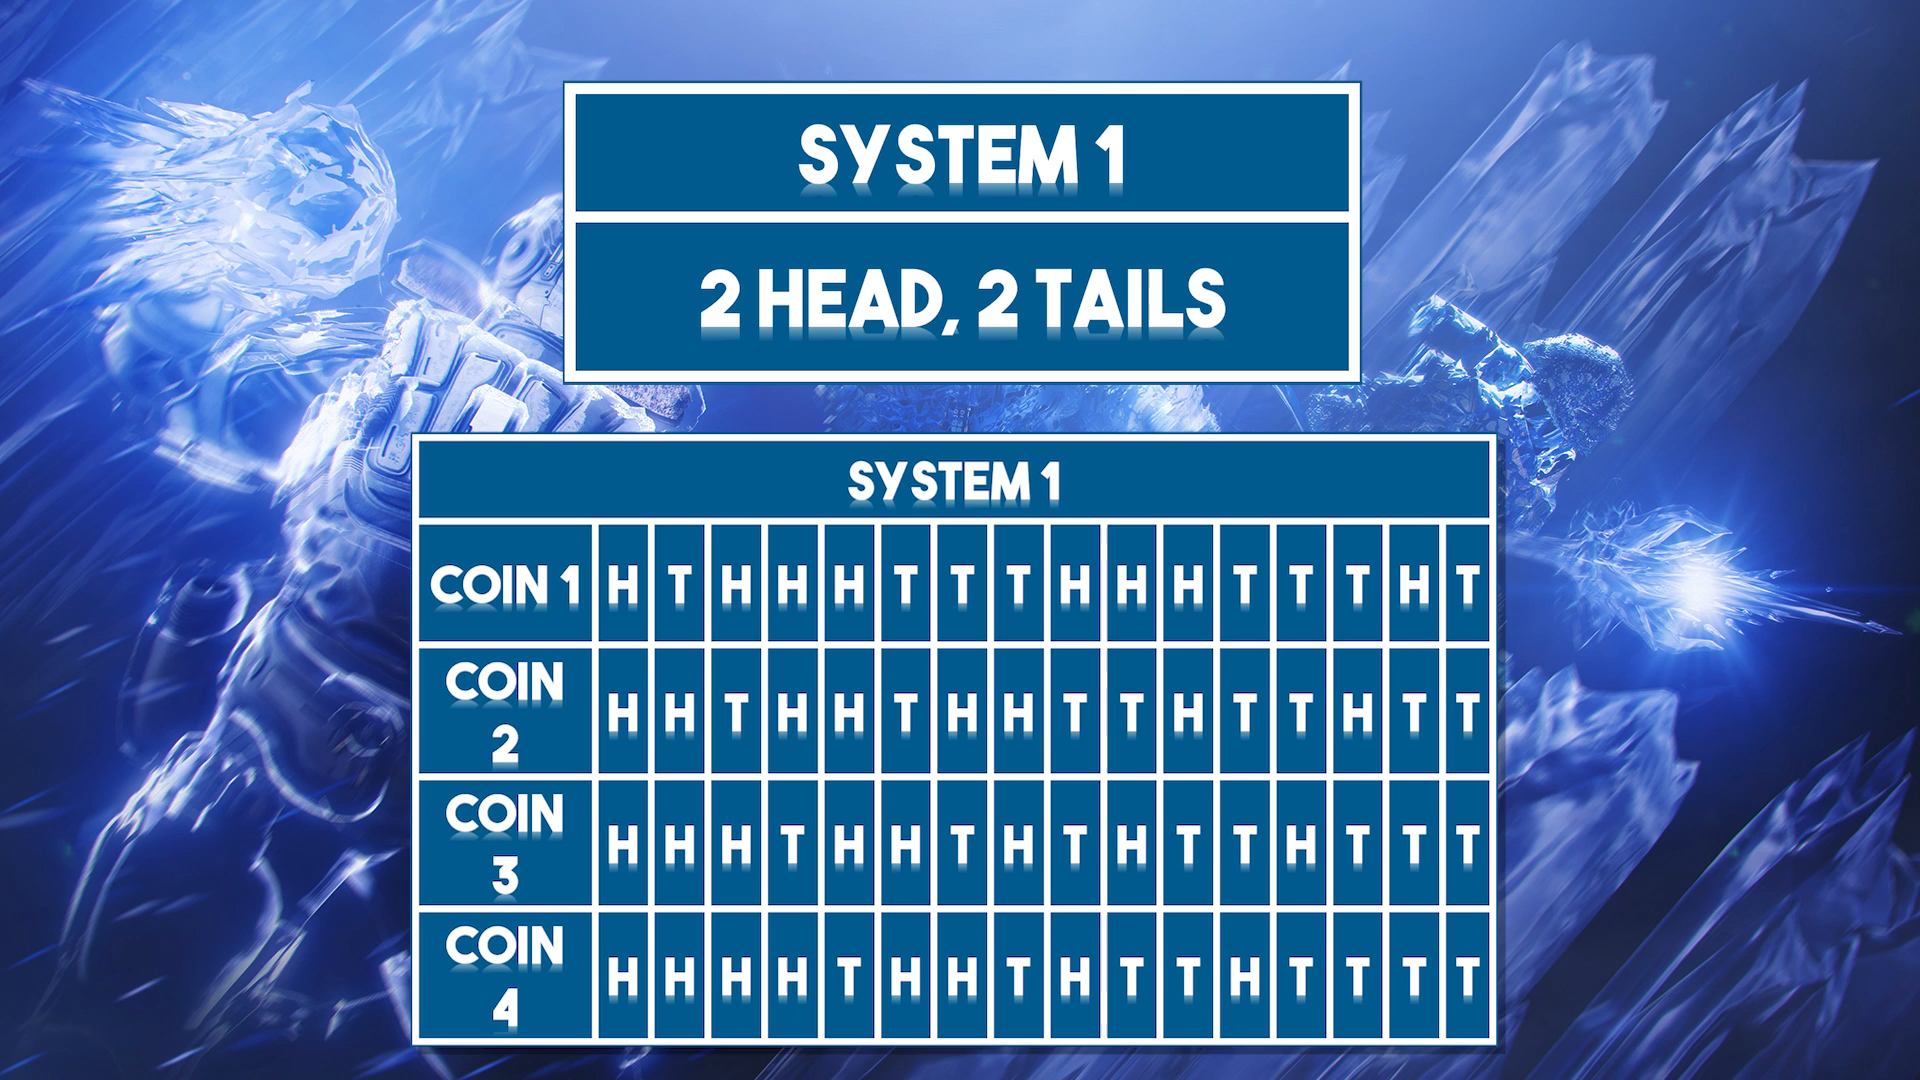 SYSTEM 1
2 HEAD, 2 TAILS
SYSTEM 1
COIN 1 H T H H H T T T H H H T T T H T
COIN
2 H H T H H T H H T T H T T H T T
COIN
3 H H H T H H T H T H T T H T T T
COIN
4 H H H H T H H T H T T H T T T T